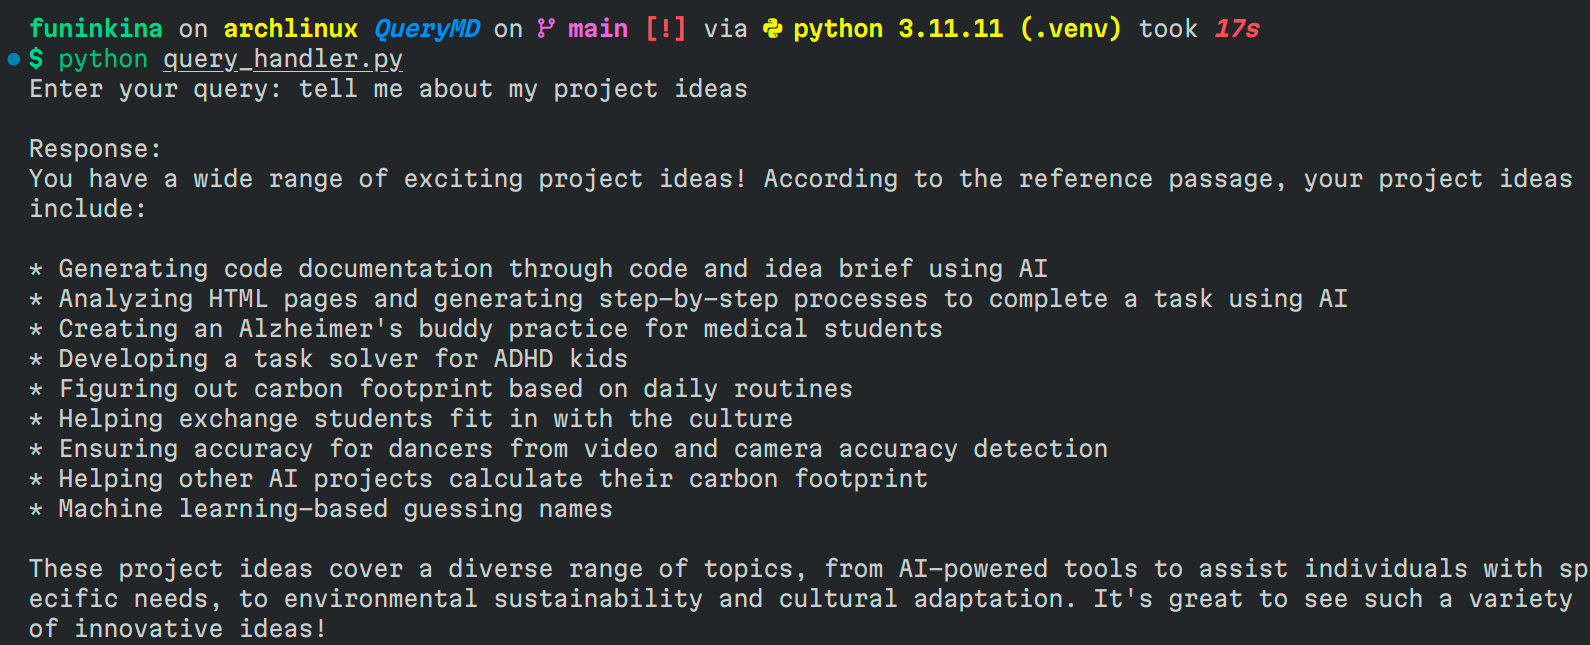 funinkina on archlinux QueryMD on main [!] via python 3.11.11 (.venv) took 17s
$ python query_handler.py
Enter your query: tell me about my project ideas
Response:
You have a wide range of exciting project ideas! According to the reference passage, your project ideas
include:
* Generating code documentation through code and idea brief using AI
* Analyzing HTML pages and generating step-by-step processes to complete a task using AI
* Creating an Alzheimer's buddy practice for medical students
* Developing a task solver for ADHD kids
* Figuring out carbon footprint based on daily routines
* Helping exchange students fit in with the culture
* Ensuring accuracy for dancers from video and camera accuracy detection
* Helping other AI projects calculate their carbon footprint
* Machine learning-based guessing names
These project ideas cover a diverse range of topics, from AI-powered tools to assist individuals with sp
ecific needs, to environmental sustainability and cultural adaptation. It's great to see such a variety
of innovative ideas!